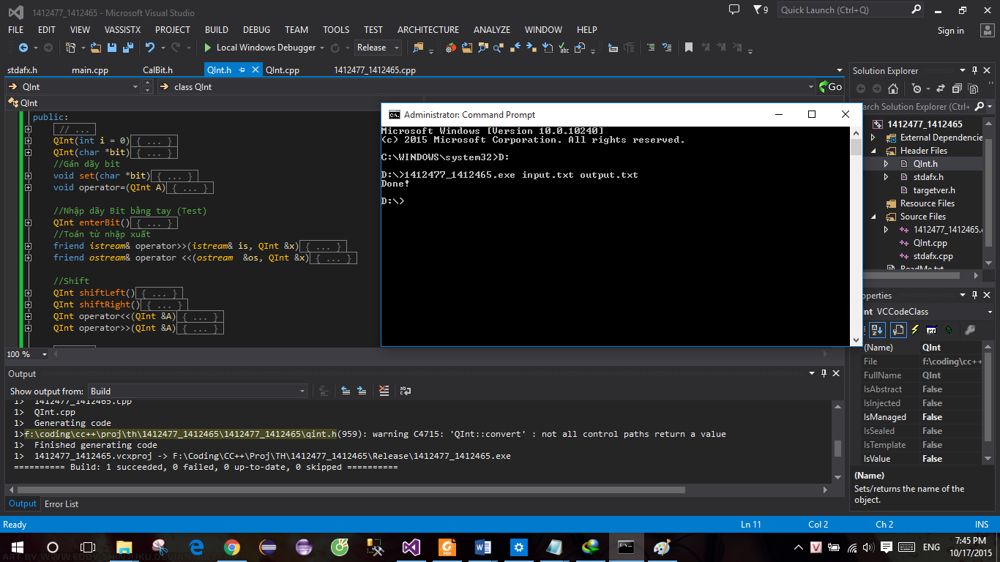 1412477_1412465 - Microsoft Visual Studio
9
Quick Launch (Ctrl+Q)
FILE EDIT VIEW VASSISTX PROJECT BUILD DEBUG TEAM TOOLS TEST ARCHITECTURE ANALYZE WINDOW HELP
Sign in
Local Windows Debugger Release
stdafx.h main.cpp CalBit.h QInt.h QInt.cpp 1412477_1412465.cpp
QInt class QInt Go
QInt
public:
// ...
QInt(int i = 0){ ... }
QInt(char *bit){ ... }
//Gán dãy bit
void set(char *bit){ ... }
void operator=(QInt A){ ... }
//Nhập dãy Bit bằng tay (Test)
QInt enterBit(){ ... }
//Toán tử nhập xuất
friend istream& operator>>(istream& is, QInt &x){ ... }
friend ostream& operator <<(ostream  &os, QInt &x){ ... }
//Shift
QInt shiftLeft(){ ... }
QInt shiftRight(){ ... }
QInt operator<<(QInt &A){ ... }
QInt operator>>(QInt &A){ ... }
100 %
Administrator: Command Prompt
Microsoft Windows [Version 10.0.10240]
(c) 2015 Microsoft Corporation. All rights reserved.
C:\WINDOWS\system32>D:
D:\>1412477_1412465.exe input.txt output.txt
Done!
D:\>
Solution Explorer
Search Solution Explorer (Ctrl+
1412477_1412465
External Dependencie
Header Files
QInt.h
stdafx.h
targetver.h
Resource Files
Source Files
1412477_1412465.
QInt.cpp
stdafx.cpp
ReadMe.txt
operties
nt VCCodeClass
(Name) QInt
File f:\coding\cc++
FullName QInt
IsAbstract False
IsInjected False
IsManaged False
IsSealed False
IsTemplate False
IsValue False
(Name)
Sets/returns the name of the
object.
Output
Show output from: Build
1> 1412477_1412465.cpp
1> QInt.cpp
1> Generating code
1>f:\coding\cc++\proj\th\1412477_1412465\1412477_1412465\qint.h(959): warning C4715: 'QInt::convert' : not all control paths return a value
1> Finished generating code
1> 1412477_1412465.vcxproj -> F:\Coding\CC++\Proj\TH\1412477_1412465\Release\1412477_1412465.exe
========== Build: 1 succeeded, 0 failed, 0 up-to-date, 0 skipped ==========
Output Error List
Ready Ln 11 Col 2 Ch 2 INS
ENG
7:45 PM
10/17/2015